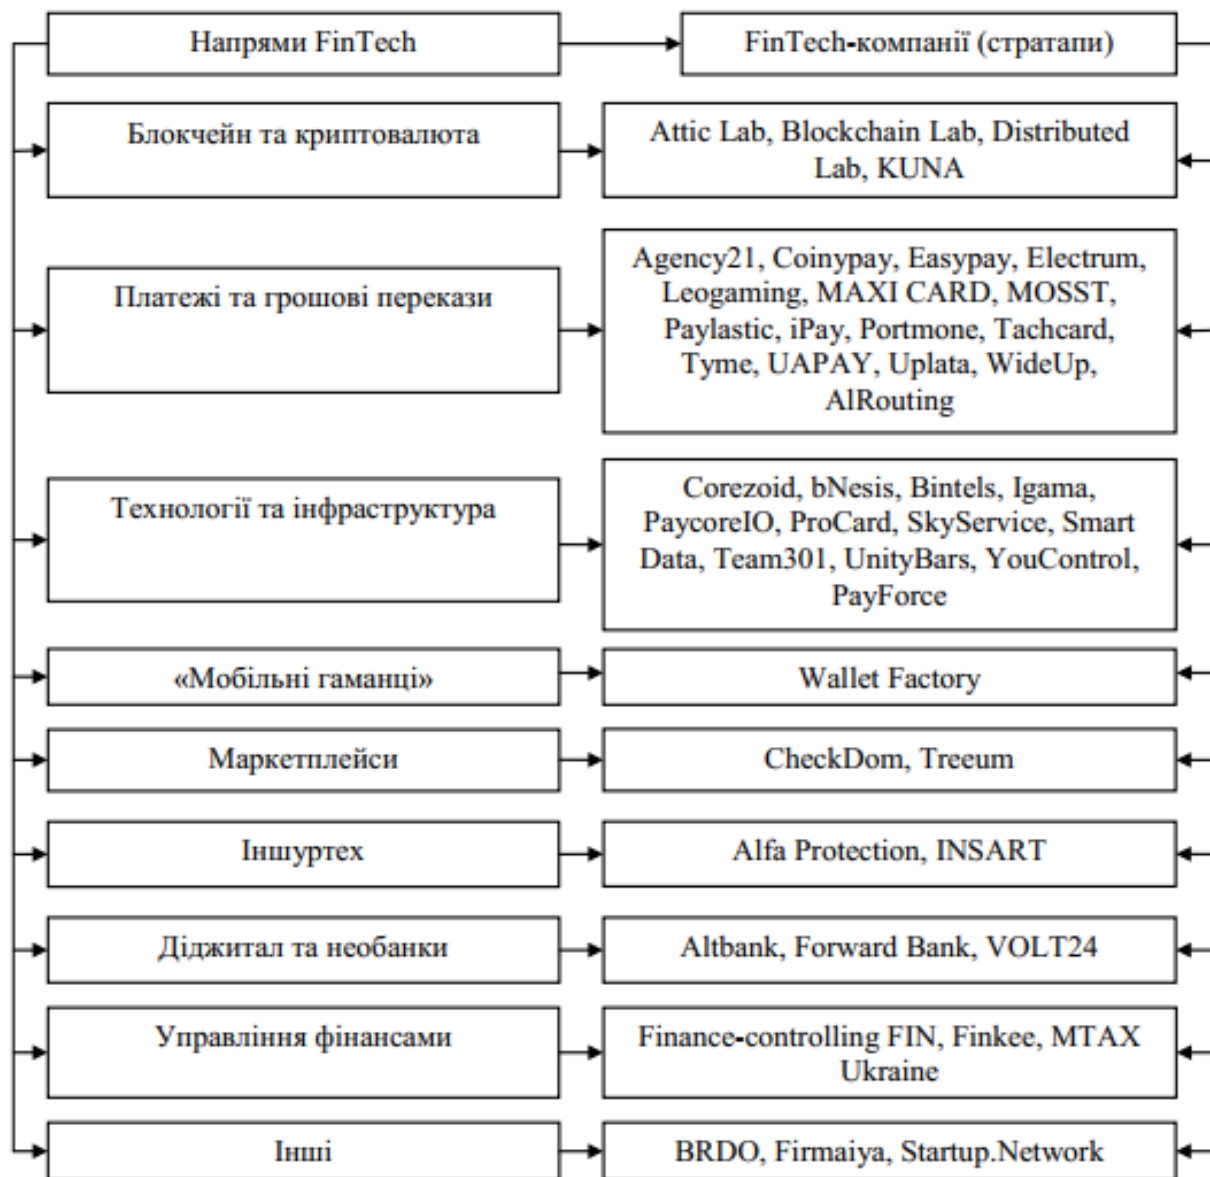 Напрями FinTech
FinTech-компанії (стратапи)
Блокчейн та криптовалюта
Attic Lab, Blockchain Lab, Distributed
Lab, KUNA
Платежі та грошові перекази
Agency21, Coinypay, Easypay, Electrum,
Leogaming, MAXI CARD, MOSST,
Paylastic, iPay, Portmone, Tachcard,
Tyme, UAPAY, Uplata, WideUp,
AlRouting
Технології та інфраструктура
Corezoid, bNesis, Bintels, Igama,
PaycoreIO, ProCard, SkyService, Smart
Data, Team301, UnityBars, YouControl,
PayForce
«Мобільні гаманці»
Wallet Factory
Маркетплейси
CheckDom, Treeum
Іншуртех
Alfa Protection, INSART
Діджитал та необанки
Altbank, Forward Bank, VOLT24
Управління фінансами
Finance-controlling FIN, Finkee, MTAX
Ukraine
Інші
BRDO, Firmaiya, Startup.Network